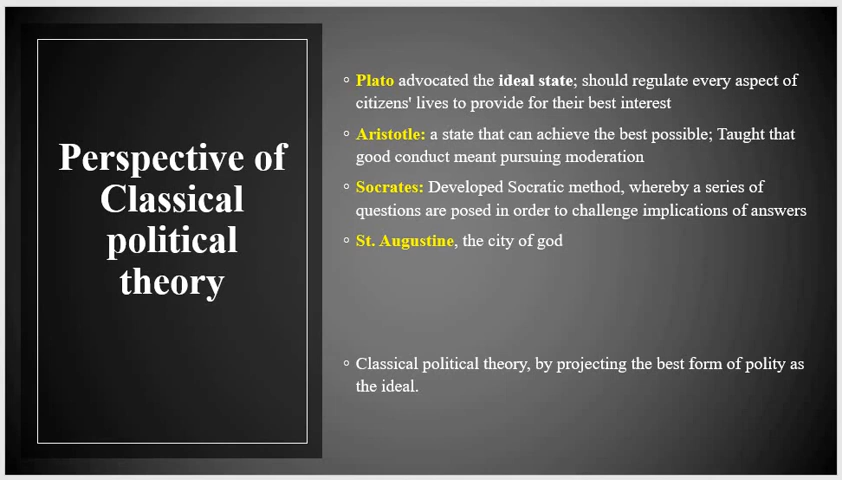 Perspective of
Classical
political
theory
◦ Plato advocated the ideal state; should regulate every aspect of
citizens' lives to provide for their best interest
◦ Aristotle: a state that can achieve the best possible; Taught that
good conduct meant pursuing moderation
◦ Socrates: Developed Socratic method, whereby a series of
questions are posed in order to challenge implications of answers
◦ St. Augustine, the city of god
◦ Classical political theory, by projecting the best form of polity as
the ideal.